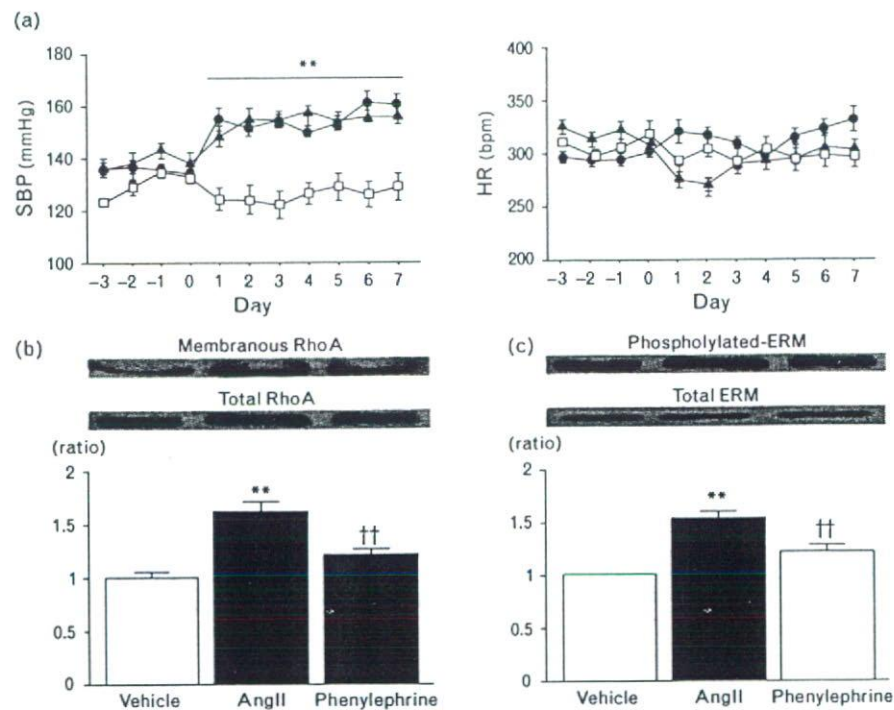 (a)
180
160
140
120
100
SBP (mmHg)
**
-3 -2 -1 0 1 2 3 4 5 6 7
Day
400
350
300
250
200
HR (bpm)
-3 -2 -1 0 1 2 3 4 5 6 7
Day
(b)
Membranous RhoA
Total RhoA
(ratio)
2
1.5
1
0.5
0
**
††
Vehicle AngII Phenylephrine
(c)
Phospholylated-ERM
Total ERM
(ratio)
2
1.5
1
0.5
0
**
††
Vehicle AngII Phenylephrine